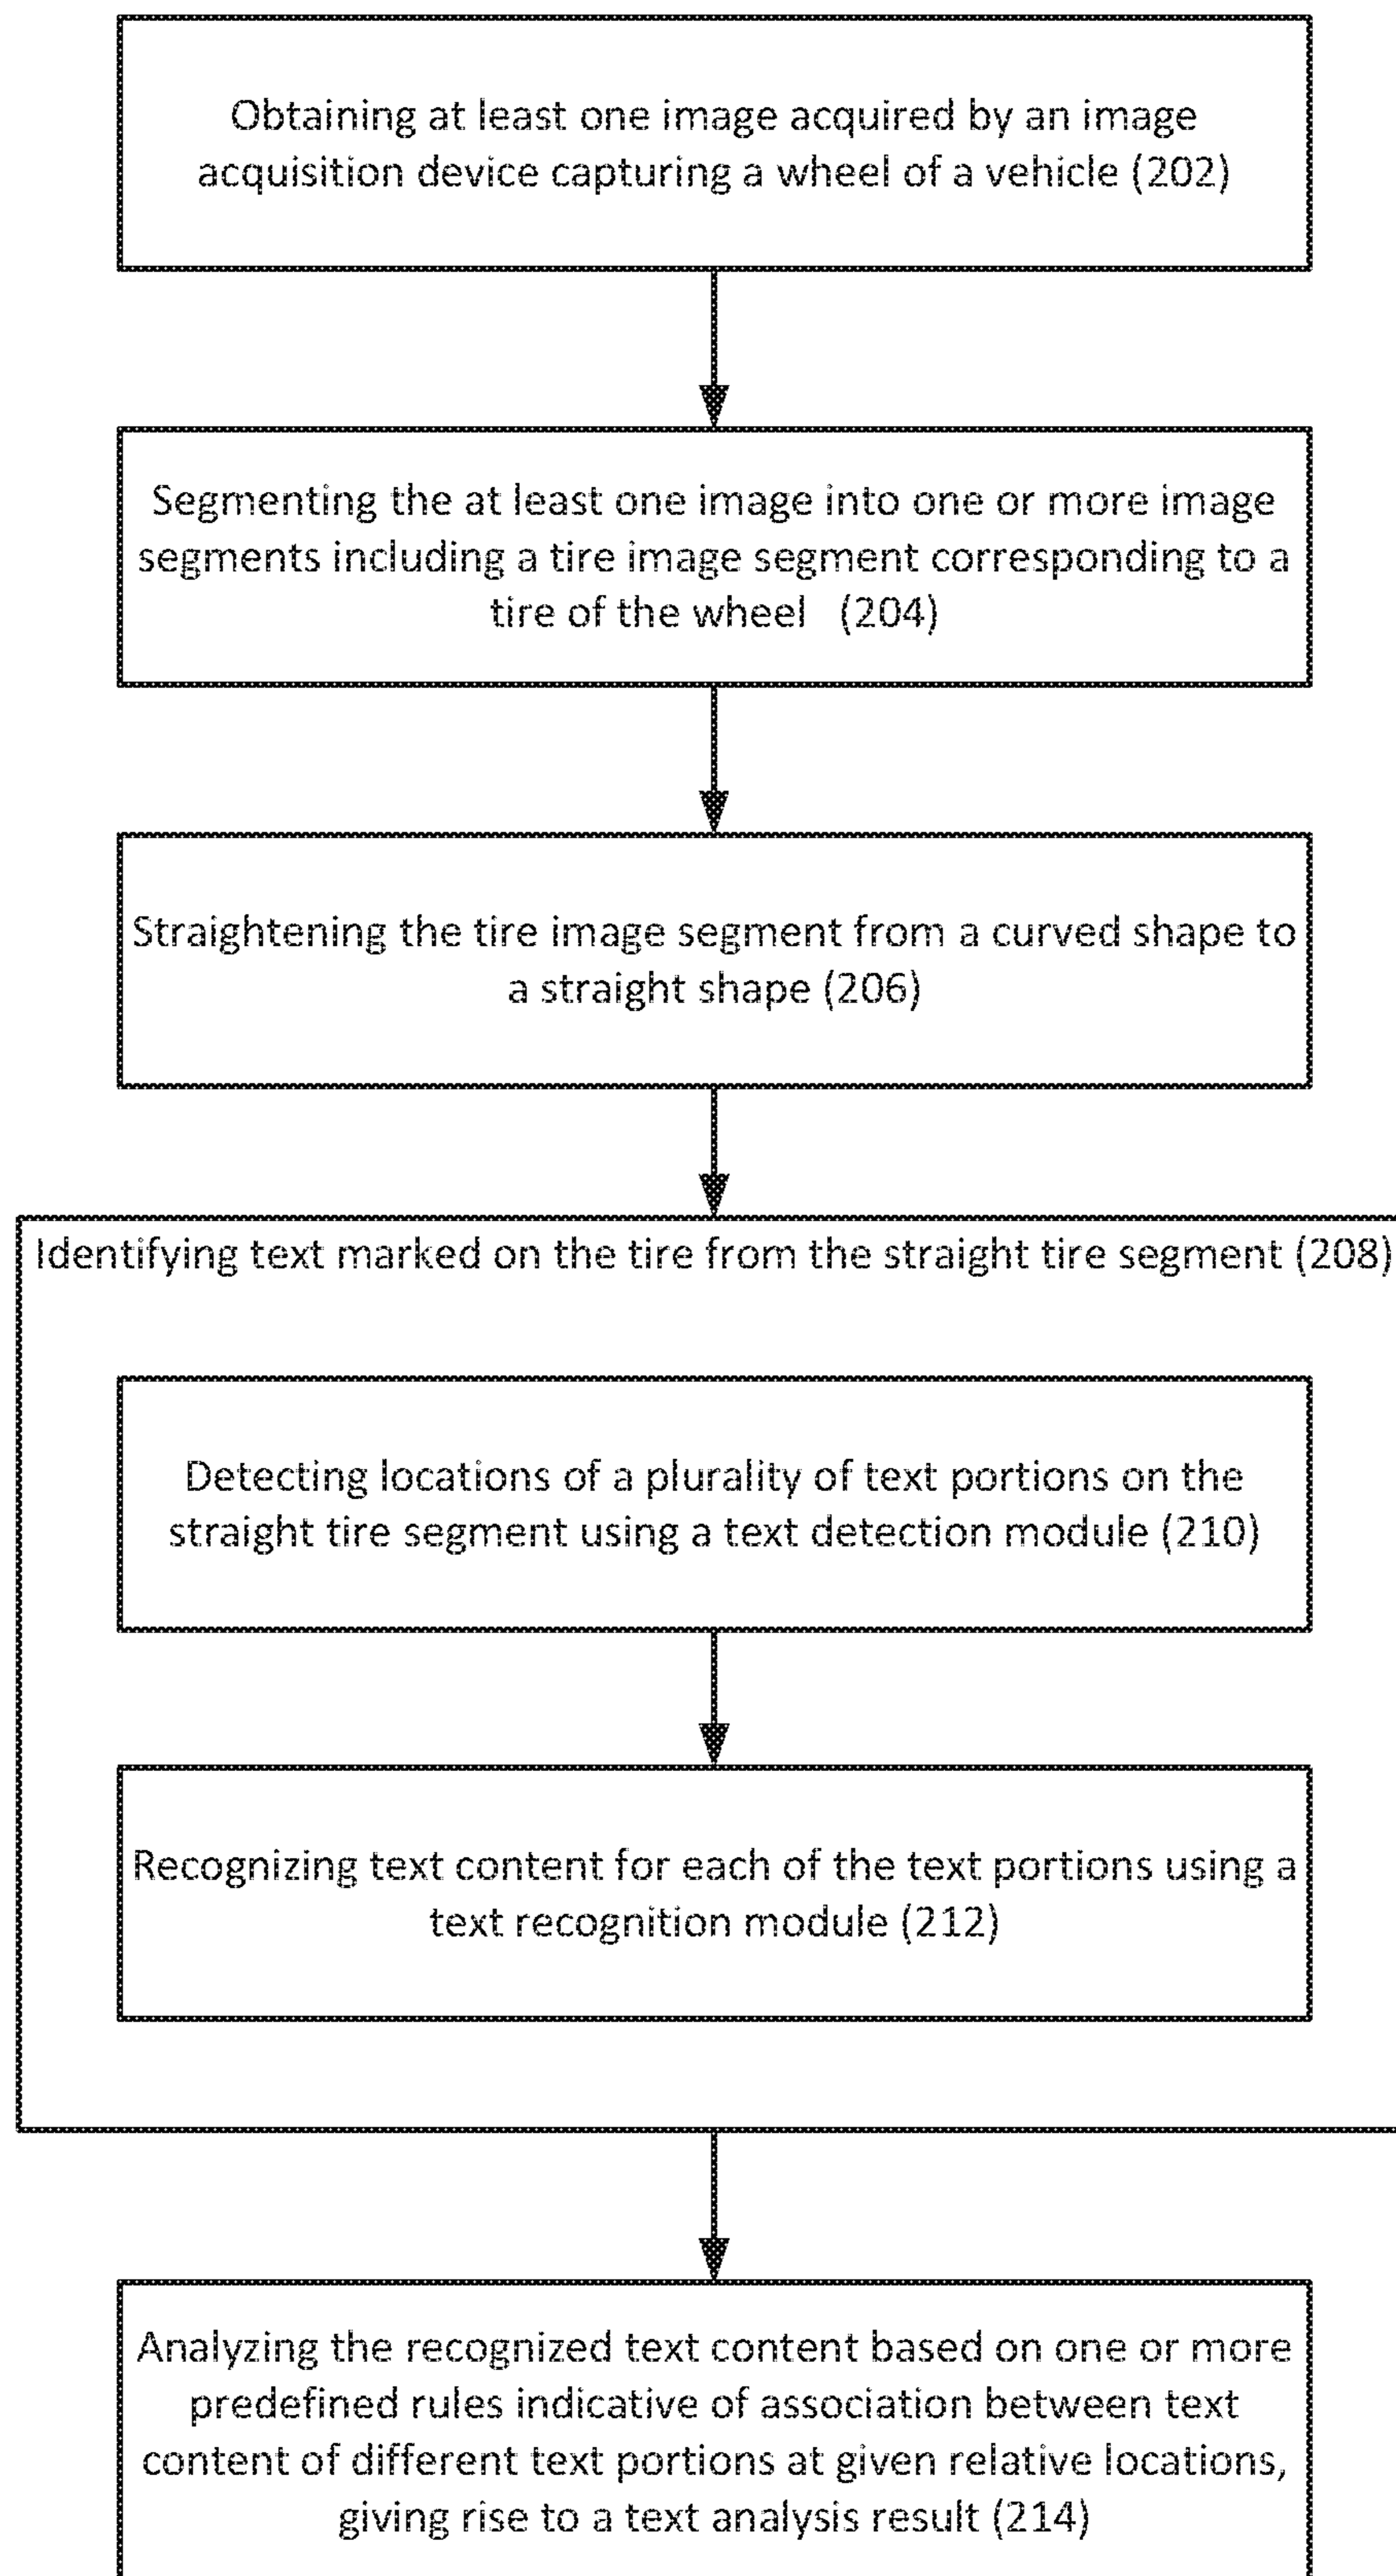 Obtaining at least one image acquired by an image
acquisition device capturing a wheel of a vehicle (202)
Segmenting the at least one image into one or more image
segments including a tire image segment corresponding to a
tire of the wheel (204)
Straightening the tire image segment from a curved shape to
a straight shape (206)
Identifying text marked on the tire from the straight tire segment (208)
Detecting locations of a plurality of text portions on the
straight tire segment using a text detection module (210)
Recognizing text content for each of the text portions using a
text recognition module (212)
Analyzing the recognized text content based on one or more
predefined rules indicative of association between text
content of different text portions at given relative locations,
giving rise to a text analysis result (214)